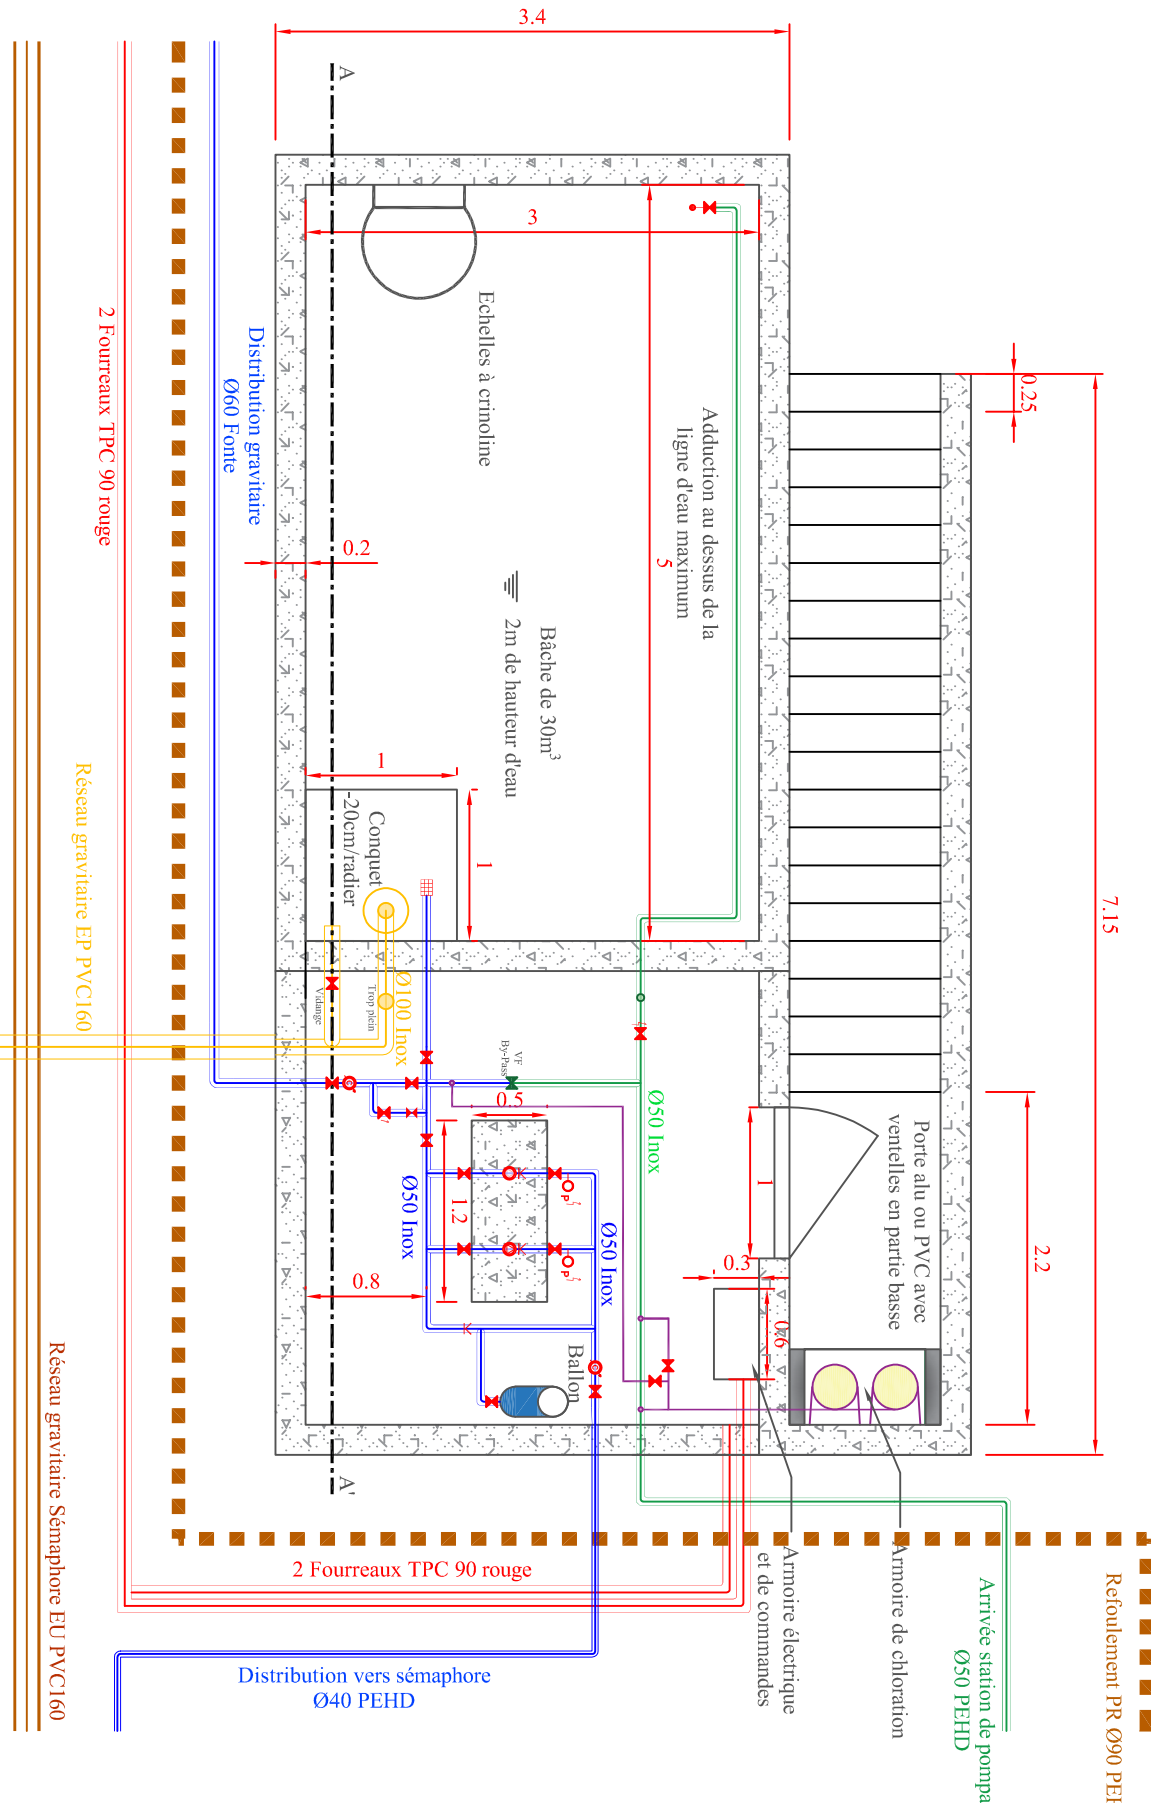 3.4
A
3
0.25
Echelles à crinoline
Adduction au dessus de la
ligne d'eau maximum
Distribution gravitaire
Ø60 Fonte
2 Fourreaux TPC 90 rouge
0.2
5
Bâche de 30m³
2m de hauteur d'eau
7.15
1
1
Conquet
-20cm/radier
Réseau gravitaire EP PVC160
Ø100 Inox
Trop plein
Vidange
VF
By-Pass
0.5
Ø50 Inox
Porte alu ou PVC avec
ventelles en partie basse
1
1.2
Ø50 Inox
Ø50 Inox
P
P
2.2
0.3
0.6
0.8
Ballon
Réseau gravitaire Sémaphore EU PVC160
A'
2 Fourreaux TPC 90 rouge
Armoire électrique
et de commandes
Armoire de chloration
Arrivée station de pompa
Ø50 PEHD
Refoulement PR Ø90 PEH
Distribution vers sémaphore
Ø40 PEHD